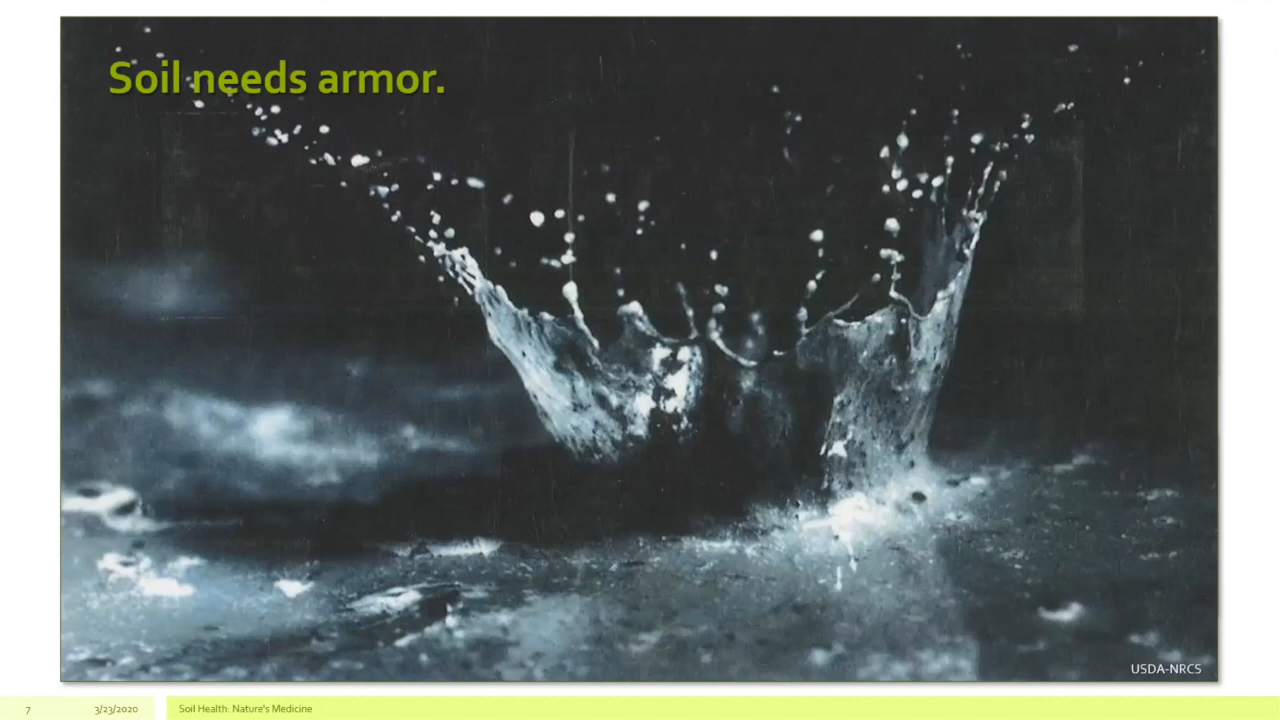 Soil needs armor.
USDA-NRCS
7
3/23/2020
Soil Health: Nature's Medicine